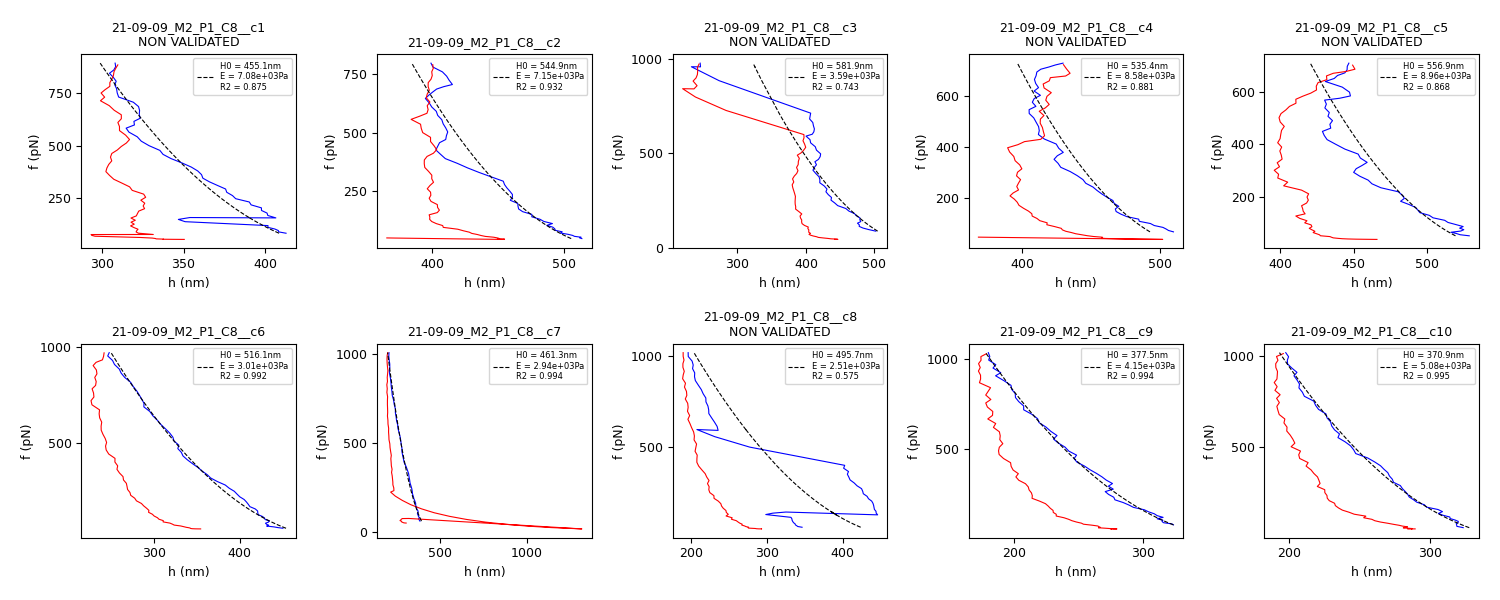 21-09-09_M2_P1_C8__c1
NON VALIDATED
H0 = 455.1nm
E = 7.08e+03Pa
R2 = 0.875
750
500
250
f (pN)
300 350 400
h (nm)
21-09-09_M2_P1_C8__c2
H0 = 544.9nm
E = 7.15e+03Pa
R2 = 0.932
750
500
250
f (pN)
400 500
h (nm)
21-09-09_M2_P1_C8__c3
NON VALIDATED
H0 = 581.9nm
E = 3.59e+03Pa
R2 = 0.743
1000
500
0
f (pN)
300 400 500
h (nm)
21-09-09_M2_P1_C8__c4
NON VALIDATED
H0 = 535.4nm
E = 8.58e+03Pa
R2 = 0.881
600
400
200
f (pN)
400 500
h (nm)
21-09-09_M2_P1_C8__c5
NON VALIDATED
H0 = 556.9nm
E = 8.96e+03Pa
R2 = 0.868
600
400
200
f (pN)
400 450 500
h (nm)
21-09-09_M2_P1_C8__c6
H0 = 516.1nm
E = 3.01e+03Pa
R2 = 0.992
1000
500
f (pN)
300 400
h (nm)
21-09-09_M2_P1_C8__c7
H0 = 461.3nm
E = 2.94e+03Pa
R2 = 0.994
1000
500
0
f (pN)
500 1000
h (nm)
21-09-09_M2_P1_C8__c8
NON VALIDATED
H0 = 495.7nm
E = 2.51e+03Pa
R2 = 0.575
1000
500
f (pN)
200 300 400
h (nm)
21-09-09_M2_P1_C8__c9
H0 = 377.5nm
E = 4.15e+03Pa
R2 = 0.994
1000
500
f (pN)
200 300
h (nm)
21-09-09_M2_P1_C8__c10
H0 = 370.9nm
E = 5.08e+03Pa
R2 = 0.995
1000
500
f (pN)
200 300
h (nm)